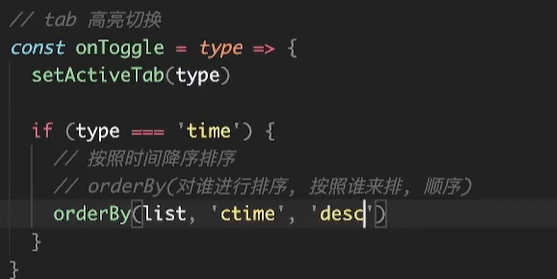 // tab 高亮切换
const onToggle = type => {
setActiveTab(type)
if (type === 'time') {
// 按照时间降序排序
// orderBy(对谁进行排序, 按照谁来排, 顺序)
orderBy(list, 'ctime', 'desc')
}
}